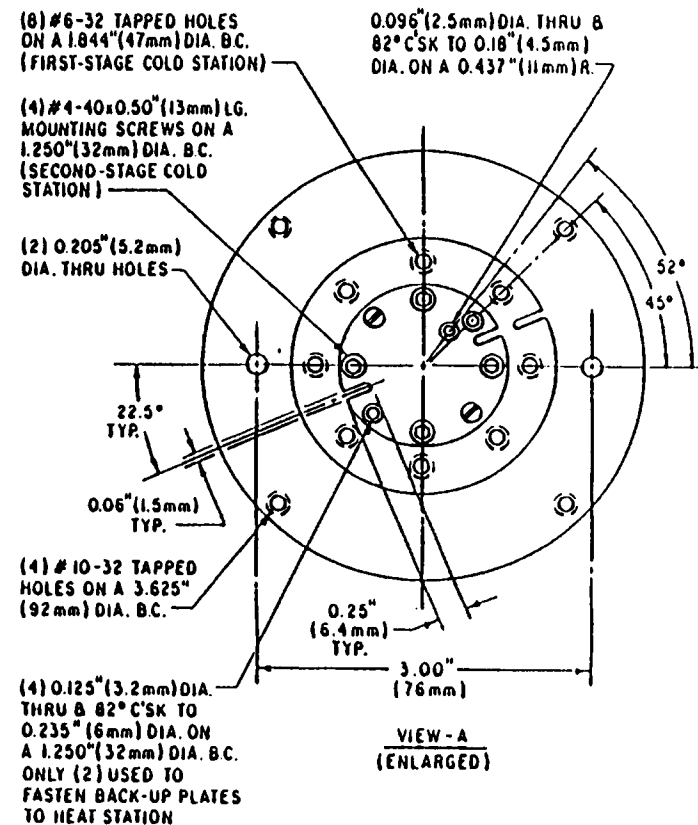 (8) #6-32 TAPPED HOLES
ON A 1.844"(47mm) DIA. B.C.
(FIRST-STAGE COLD STATION)
0.096"(2.5mm) DIA. THRU &
82° C'SK TO 0.18"(4.5mm)
DIA. ON A 0.437"(11mm) R.
(4) #4-40x0.50"(13mm) LG.
MOUNTING SCREWS ON A
1.250"(32mm) DIA. B.C.
(SECOND-STAGE COLD
STATION)
(2) 0.205"(5.2mm)
DIA. THRU HOLES
52°
45°
22.5°
TYP.
0.06"(1.5mm)
TYP.
(4) #10-32 TAPPED
HOLES ON A 3.625"
(92mm) DIA. B.C.
0.25"
(6.4mm)
TYP.
3.00"
(76mm)
(4) 0.125"(3.2mm) DIA.
THRU & 82° C'SK TO
0.235"(6mm) DIA. ON
A 1.250"(32mm) DIA. B.C.
ONLY (2) USED TO
FASTEN BACK-UP PLATES
TO HEAT STATION
VIEW-A
(ENLARGED)